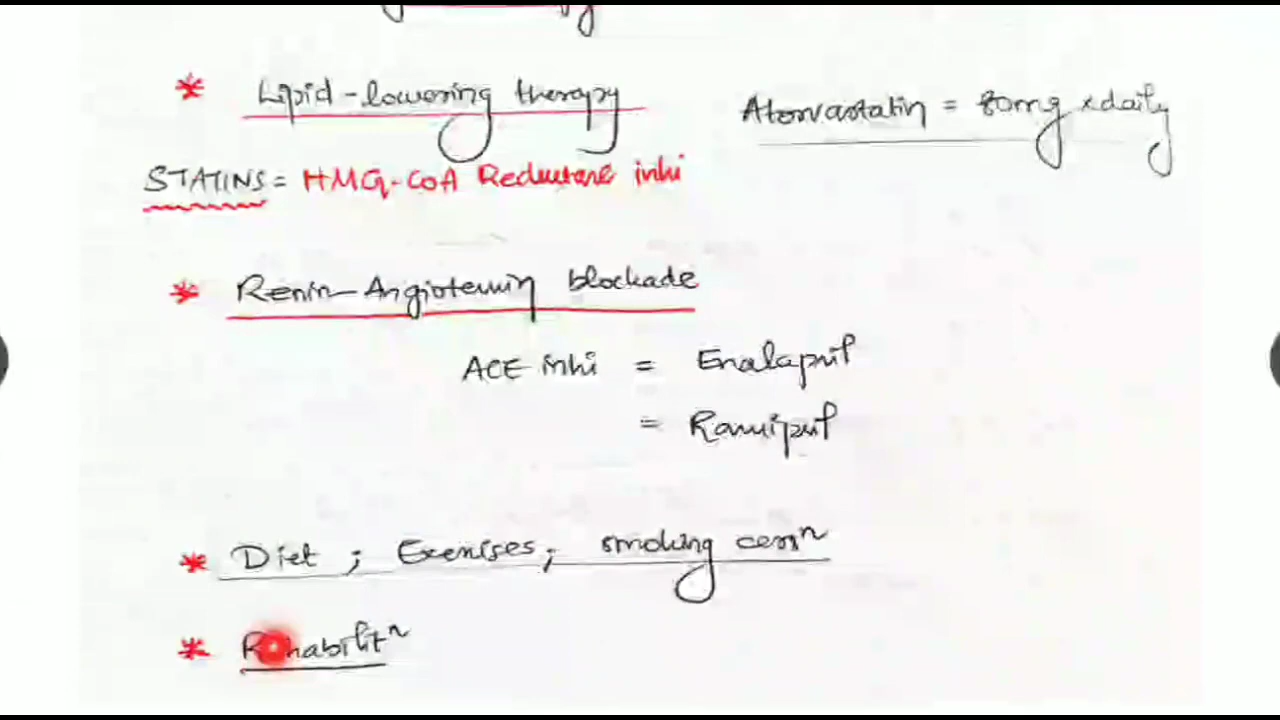 * Lipid-lowering therapy
Atorvastatin = 80mg x daily
STATINS = HMG-CoA Reductase inhi
* Renin-Angiotensin blockade
ACE inhi = Enalapril
= Ramipril
* Diet ; Exercises ; smoking cessⁿ
* Rehabilitⁿ